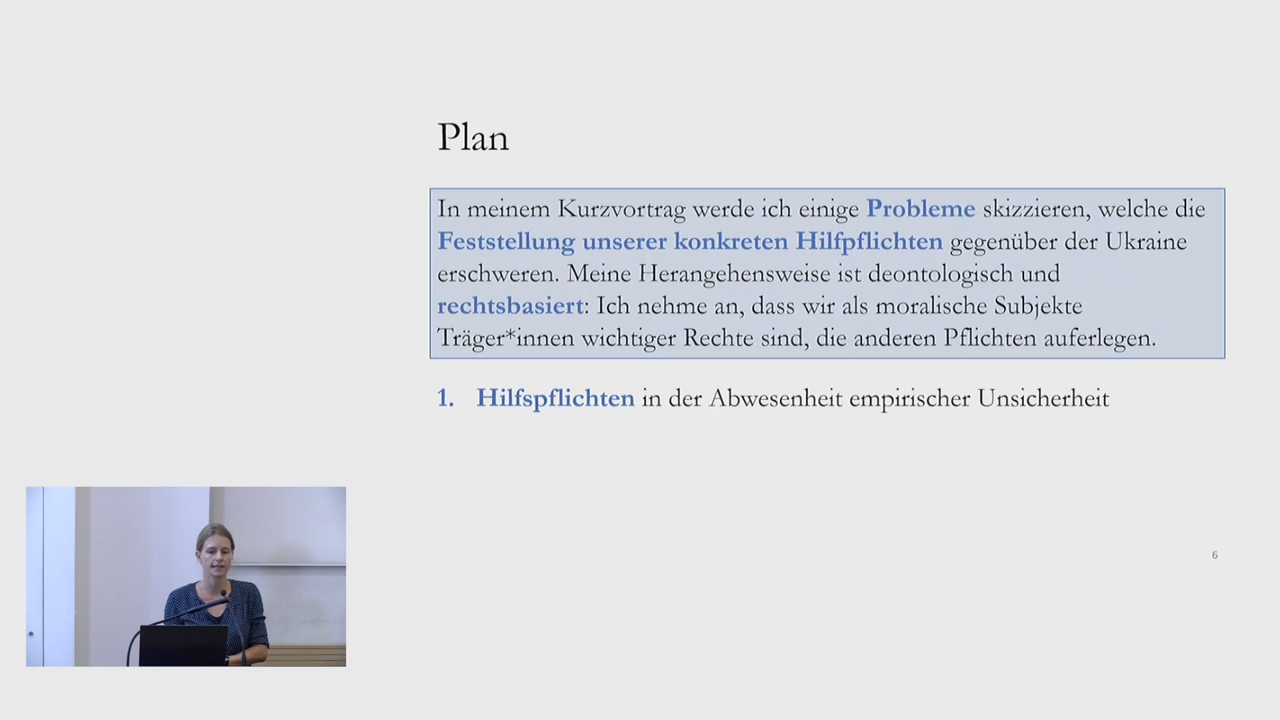 Plan
In meinem Kurzvortrag werde ich einige Probleme skizzieren, welche die
Feststellung unserer konkreten Hilfpflichten gegenüber der Ukraine
erschweren. Meine Herangehensweise ist deontologisch und
rechtsbasiert: Ich nehme an, dass wir als moralische Subjekte
Träger*innen wichtiger Rechte sind, die anderen Pflichten auferlegen.
1. Hilfspflichten in der Abwesenheit empirischer Unsicherheit
6